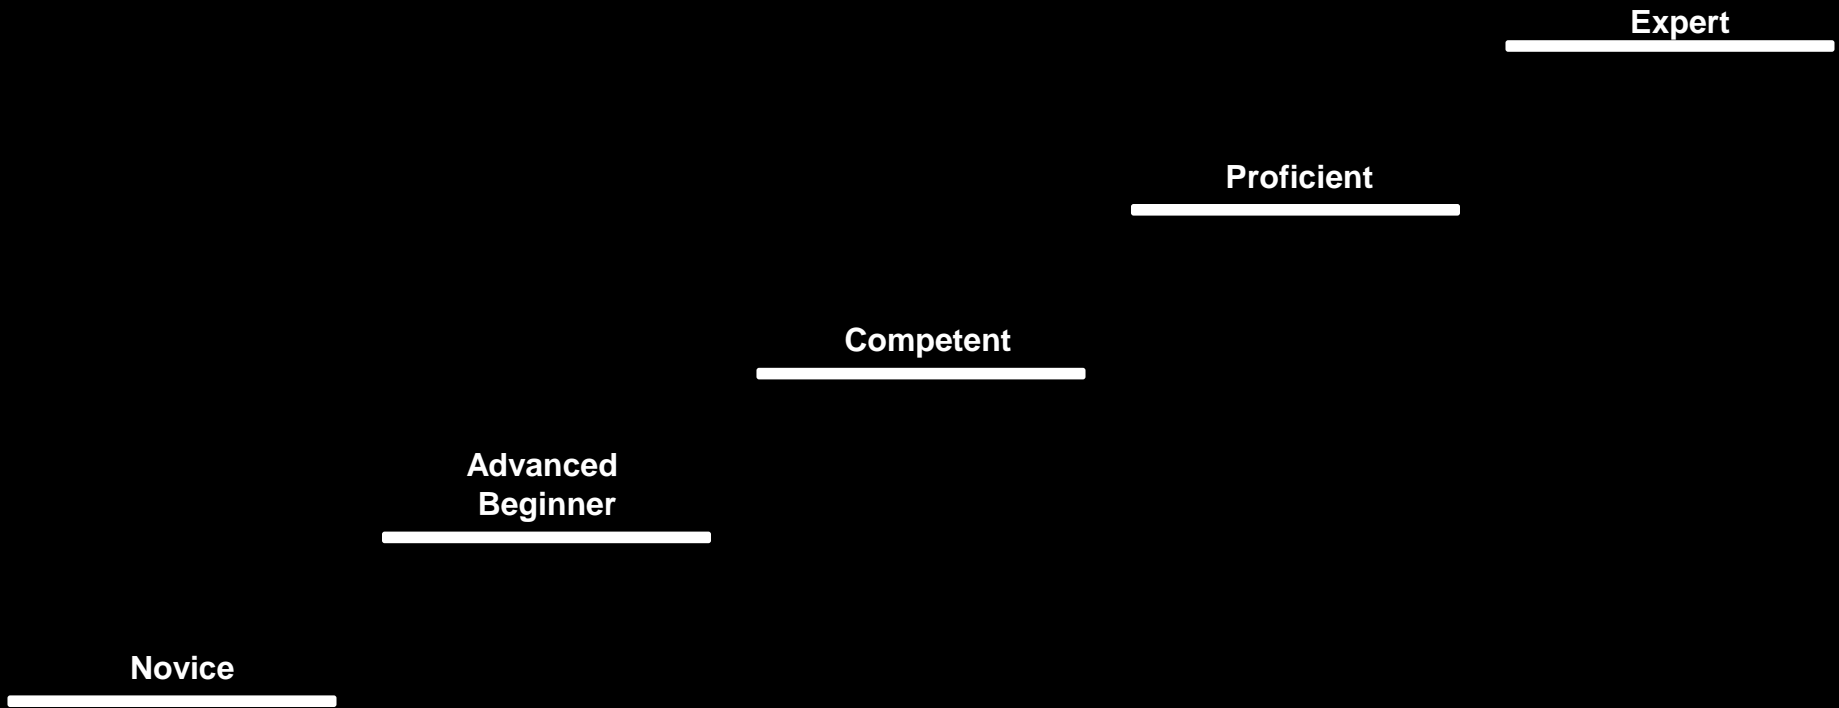 Expert
Proficient
Competent
Advanced
Beginner
Novice